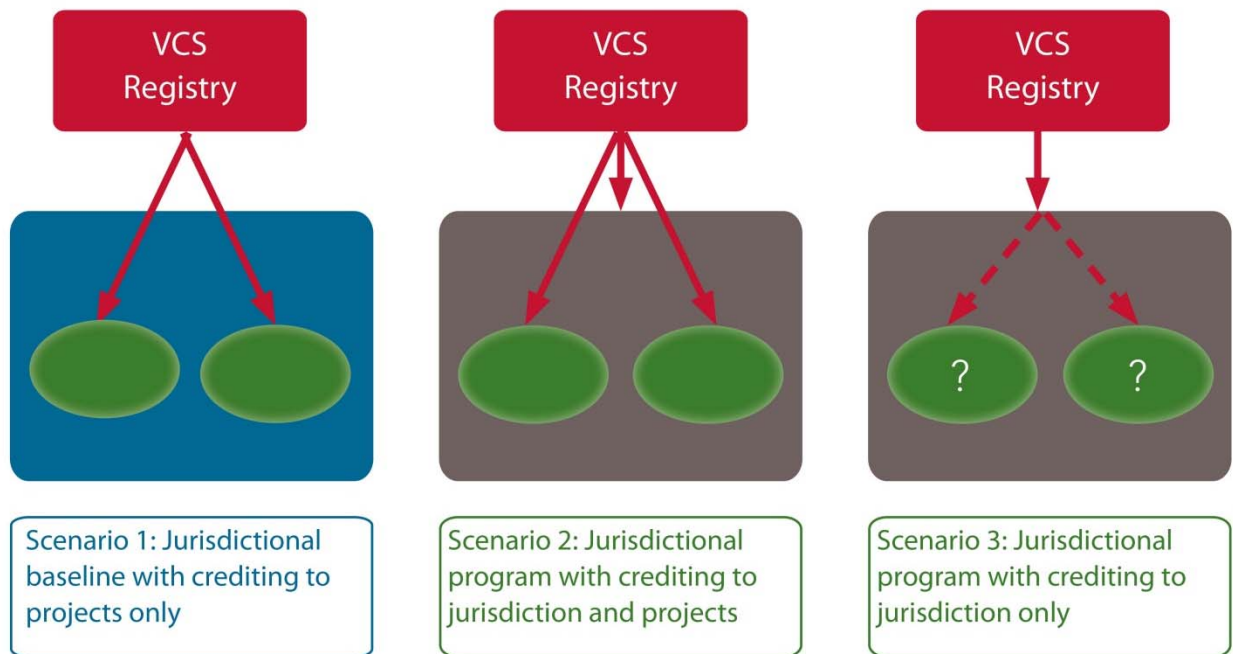 VCS
Registry
VCS
Registry
VCS
Registry
?
?
Scenario 1: Jurisdictional
baseline with crediting to
projects only
Scenario 2: Jurisdictional
program with crediting to
jurisdiction and projects
Scenario 3: Jurisdictional
program with crediting to
jurisdiction only